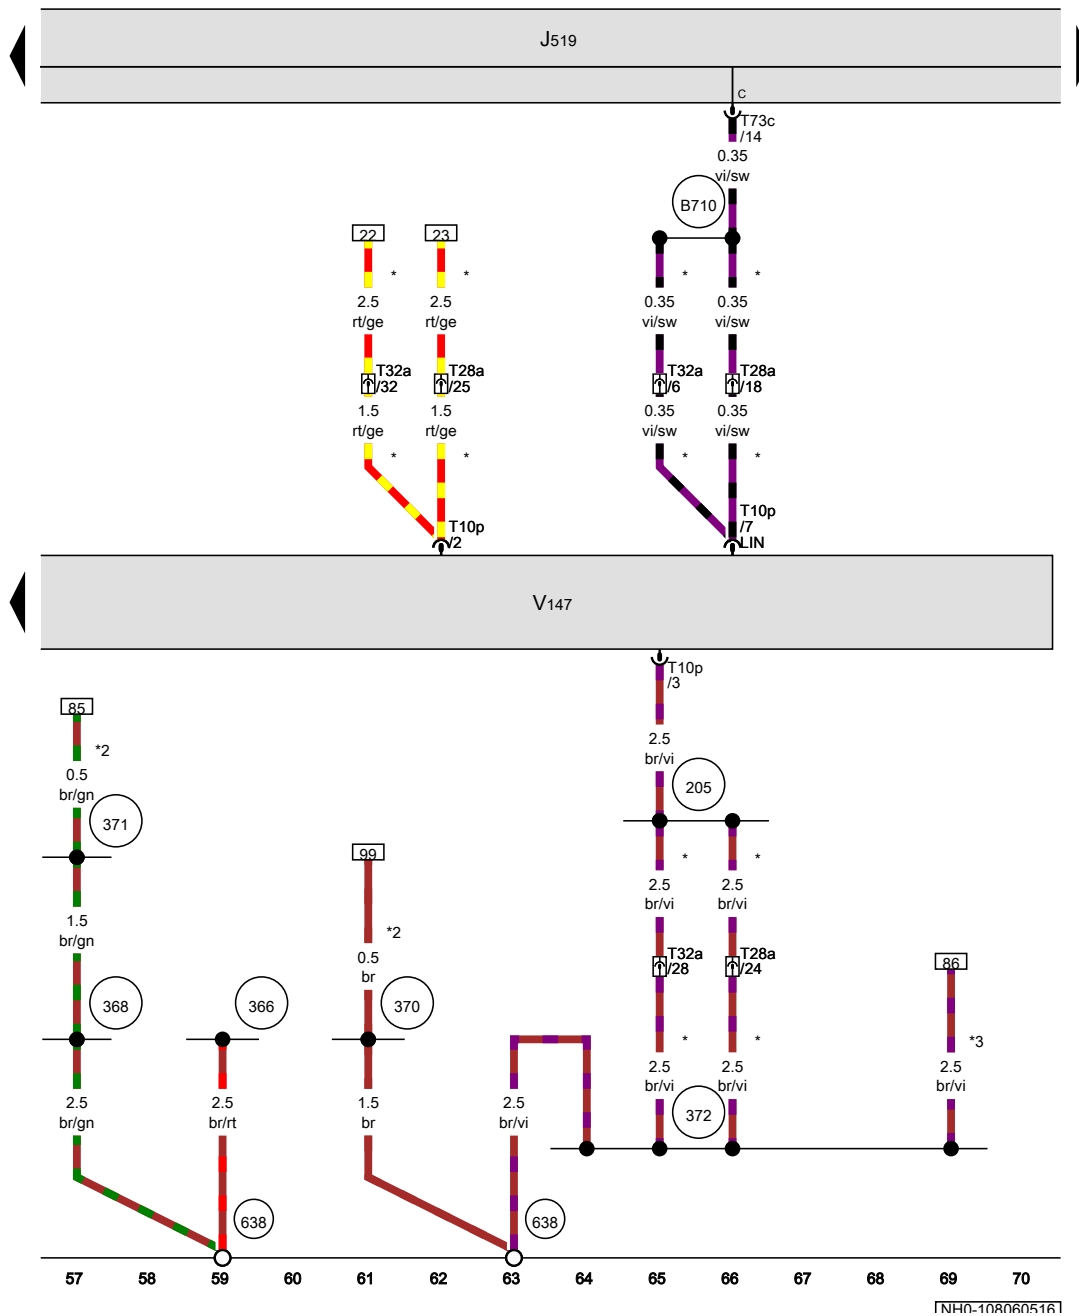 J519
C
T73c
/14
0.35
vi/sw
B710
22
23
*
*
*
*
2.5
rt/ge
2.5
rt/ge
0.35
vi/sw
0.35
vi/sw
T32a
/32
T28a
/25
T32a
/6
T28a
/18
1.5
rt/ge
1.5
rt/ge
0.35
vi/sw
0.35
vi/sw
*
*
*
*
T10p
/2
T10p
/7
LIN
V147
T10p
/3
85
*2
0.5
br/gn
371
2.5
br/vi
205
99
*
*
1.5
br/gn
*2
0.5
br
2.5
br/vi
2.5
br/vi
T32a
/28
T28a
/24
86
368
366
370
*
*
*3
2.5
br/gn
2.5
br/rt
1.5
br
2.5
br/vi
2.5
br/vi
2.5
br/vi
2.5
br/vi
372
638
638
57 58 59 60 61 62 63 64 65 66 67 68 69 70
NH0-108060516